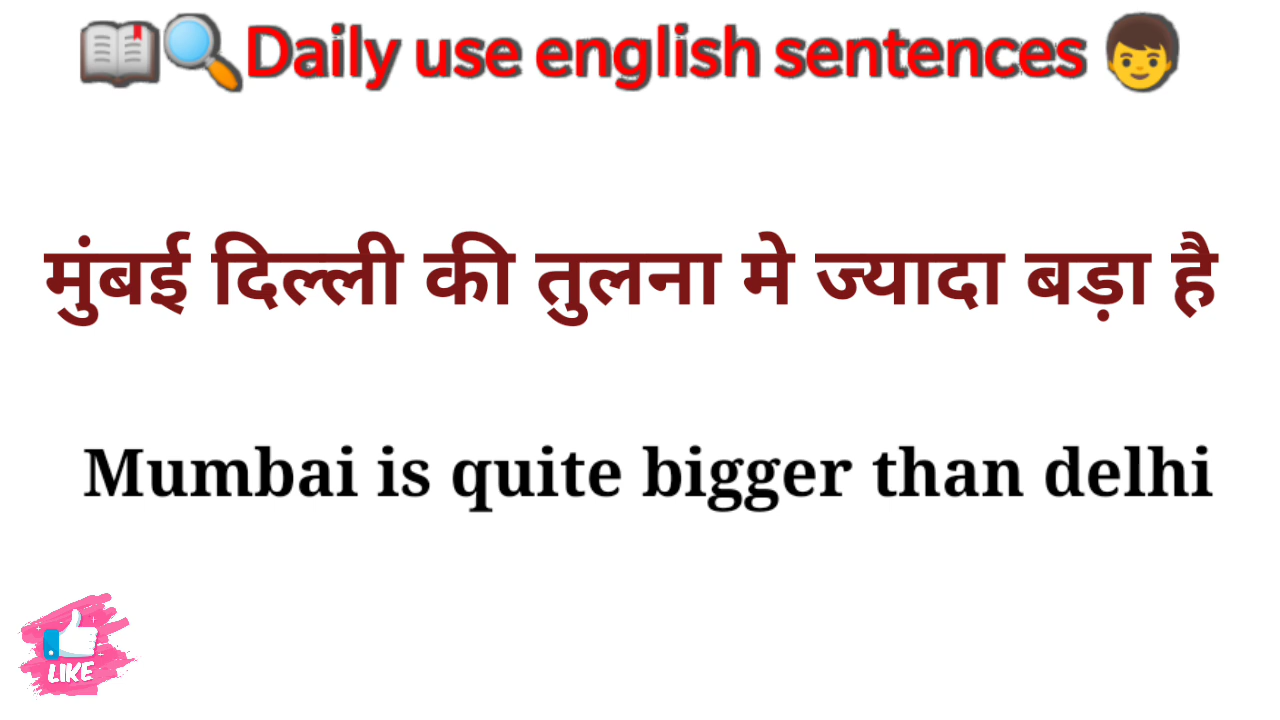 Daily use english sentences
मुंबई दिल्ली की तुलना मे ज्यादा बड़ा है
Mumbai is quite bigger than delhi
LIKE